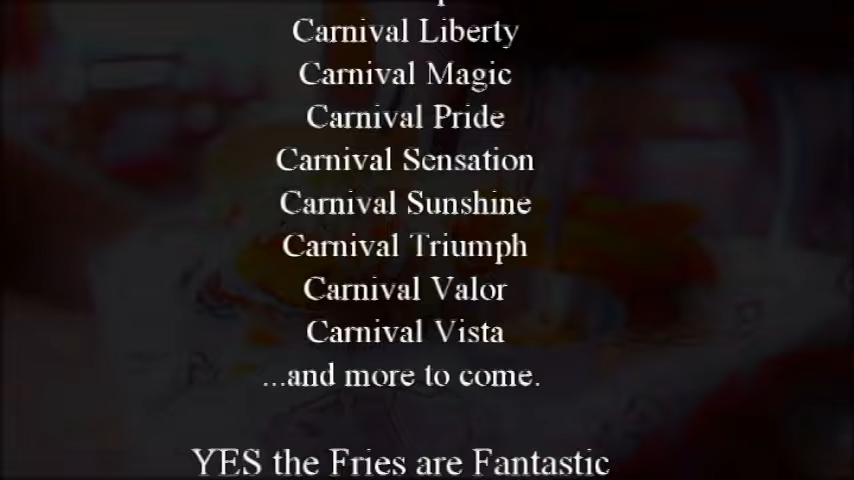 Carnival Liberty
Carnival Magic
Carnival Pride
Carnival Sensation
Carnival Sunshine
Carnival Triumph
Carnival Valor
Carnival Vista
...and more to come.
YES the Fries are Fantastic